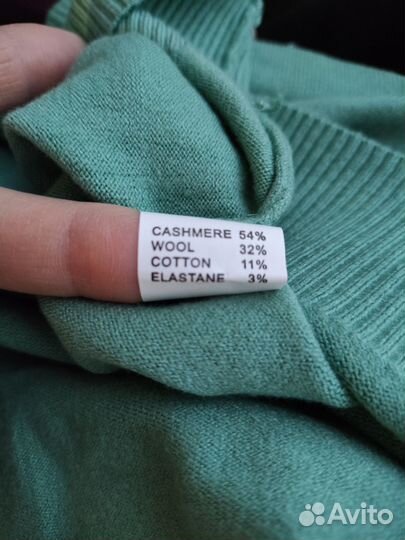 CASHMERE 54%
WOOL 32%
COTTON 11%
ELASTANE 3%
Avito